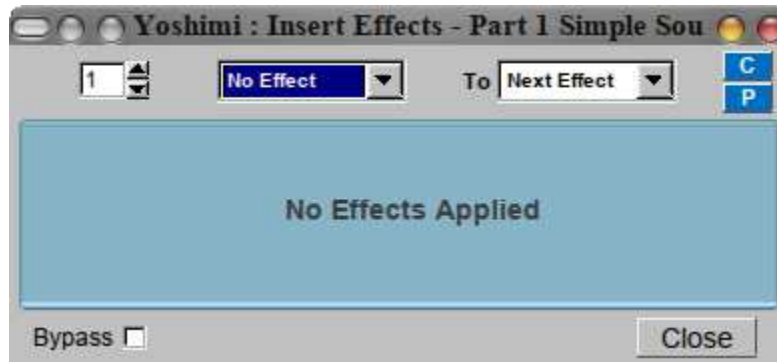 Yoshimi : Insert Effects - Part 1 Simple Sou
1 No Effect To Next Effect C
P
No Effects Applied
Bypass Close